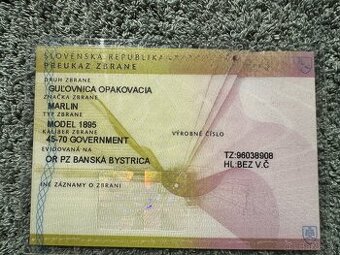 SLOVENSKÁ REPUBLIKA
PREUKAZ ZBRANE
DRUH ZBRANE
GUĽOVNICA OPAKOVACIA
ZNAČKA ZBRANE
MARLIN
TYP ZBRANE
MODEL 1895
KALIBER ZBRANE
VÝROBNÉ ČÍSLO
45-70 GOVERNMENT
EVIDOVANÁ NA
TZ:96038908
OR PZ BANSKÁ BYSTRICA
HL:BEZ V.Č
INÉ ZÁZNAMY O ZBRANI